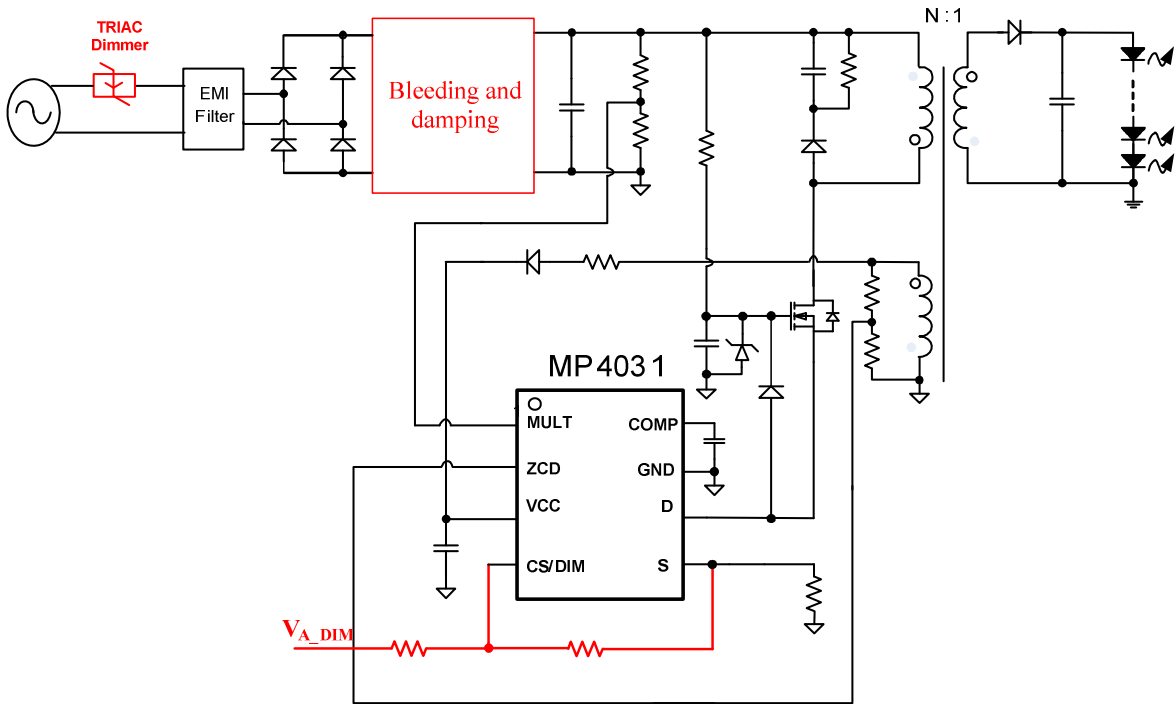 N : 1
TRIAC
Dimmer
EMI
Filter
Bleeding and
damping
MP4031
MULT
COMP
ZCD
GND
VCC
D
CS/DIM
S
VA_DIM